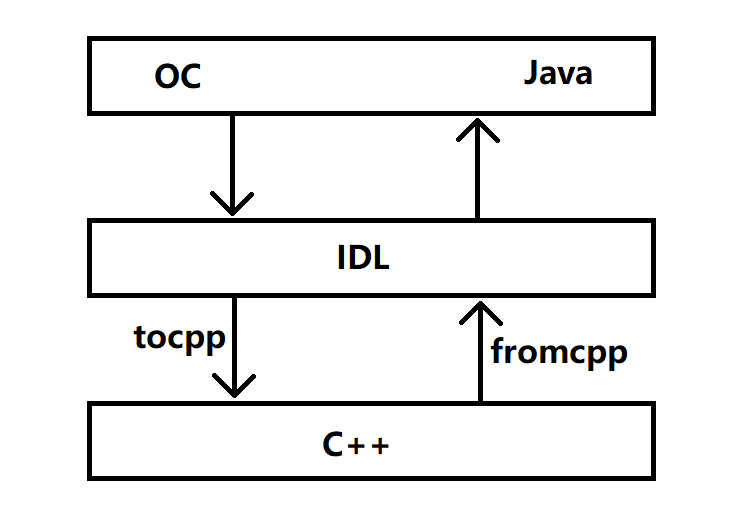 OC
Java
IDL
tocpp
fromcpp
C++